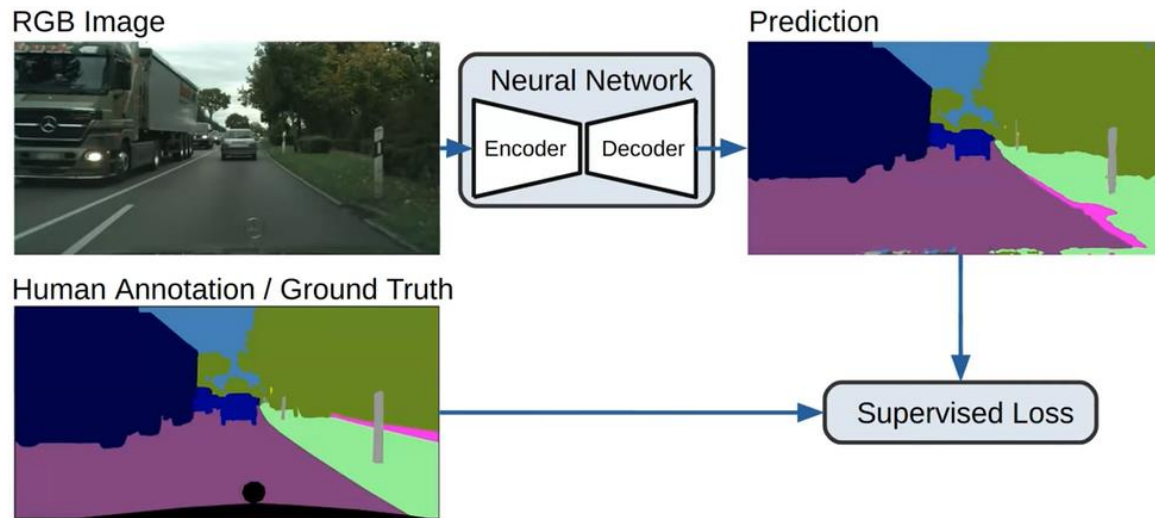 RGB Image
Prediction
Neural Network
Encoder
Decoder
Human Annotation / Ground Truth
Supervised Loss